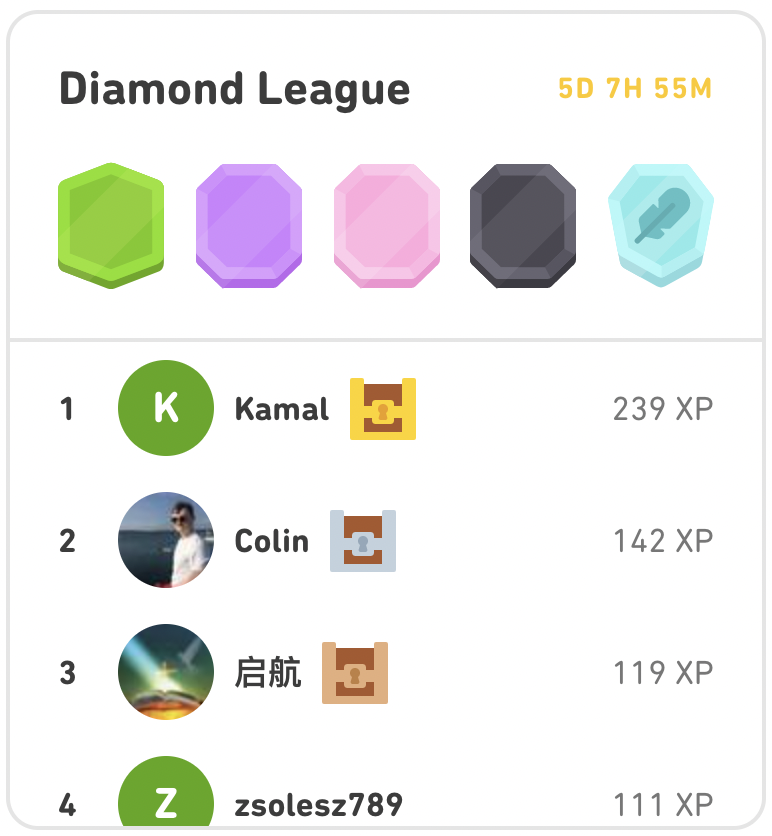 Diamond League 5D 7H 55M
1 K Kamal 239 XP
2 Colin 142 XP
3 启航 119 XP
4 Z zsolesz789 111 XP